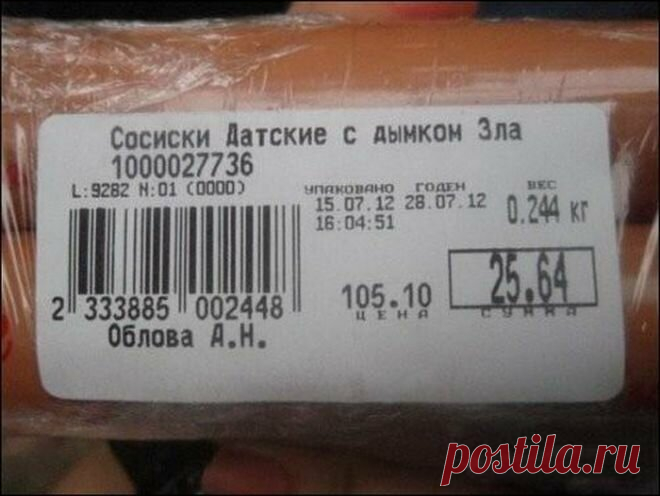 Сосиски Датские с дымком Зла
1000027736
L:9282 N:01 (0000)
УПАКОВАНО ГОДЕН ВЕС
15.07.12 28.07.12 0.244 кг
16:04:51
105.10 25.64
ЦЕНА СУММА
2 333885 002448
Облова А.Н.
postila.ru